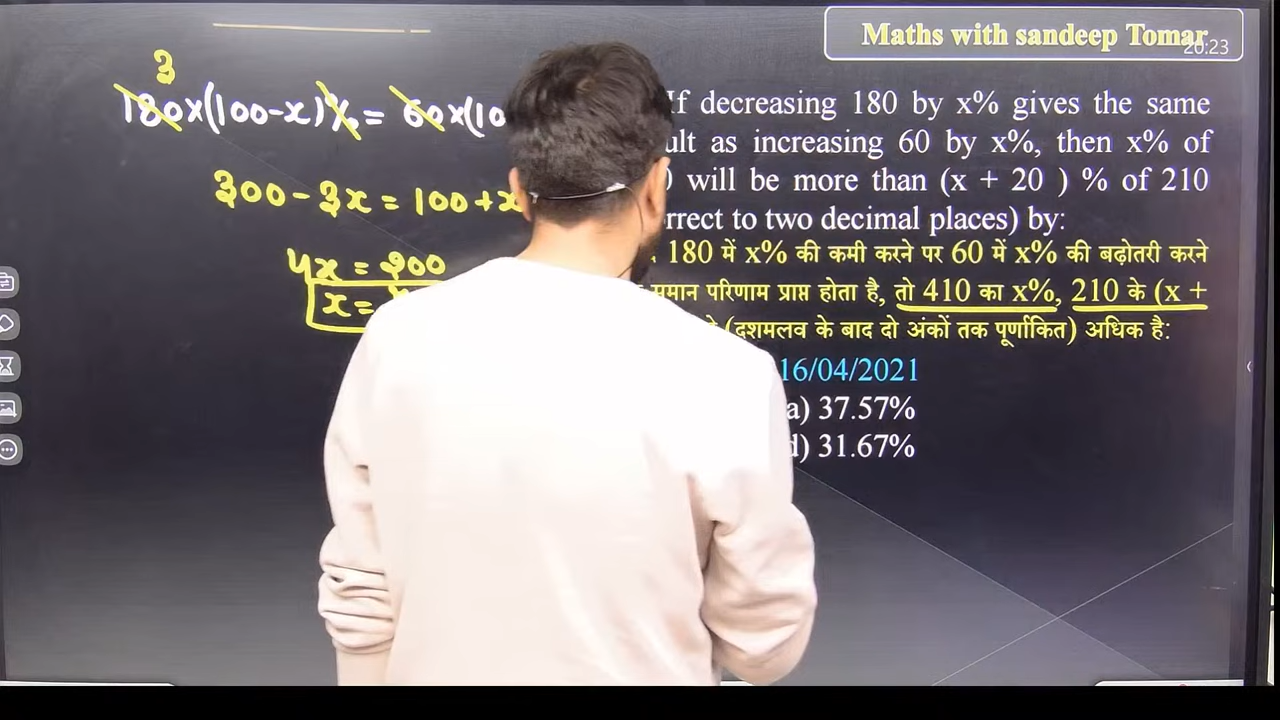 Maths with sandeep Tomar
20:23
3
180x(100-x)% = 60x(10
300-3x = 100+x
4x = 200
x =
If decreasing 180 by x% gives the same
ult as increasing 60 by x%, then x% of
) will be more than (x + 20 ) % of 210
rrect to two decimal places) by:
180 में x% की कमी करने पर 60 में x% की बढ़ोतरी करने
समान परिणाम प्राप्त होता है, तो 410 का x%, 210 के (x +
(दशमलव के बाद दो अंकों तक पूर्णांकित) अधिक है:
16/04/2021
a) 37.57%
d) 31.67%